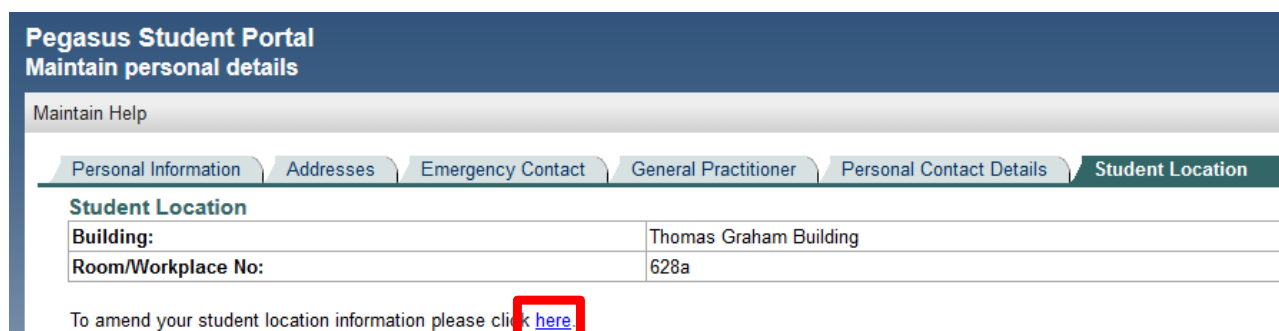 Pegasus Student Portal
Maintain personal details
Maintain Help
Personal Information Addresses Emergency Contact General Practitioner Personal Contact Details Student Location
Student Location
Building: Thomas Graham Building
Room/Workplace No: 628a
To amend your student location information please click here.